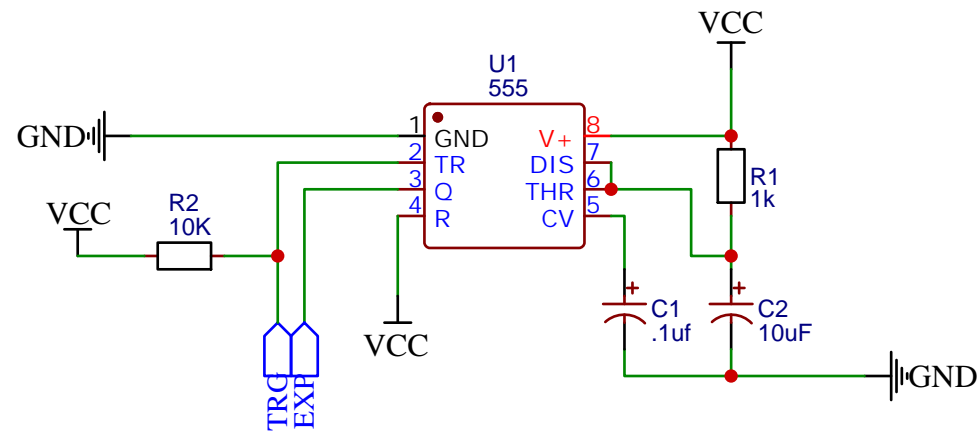 VCC
U1
555
GND
1
GND
V+
8
2
TR
DIS
7
3
Q
THR
6
4
R
CV
5
R1
1k
VCC
R2
10K
VCC
C1
.1uf
C2
10uF
GND
TRG
EXP
+
+